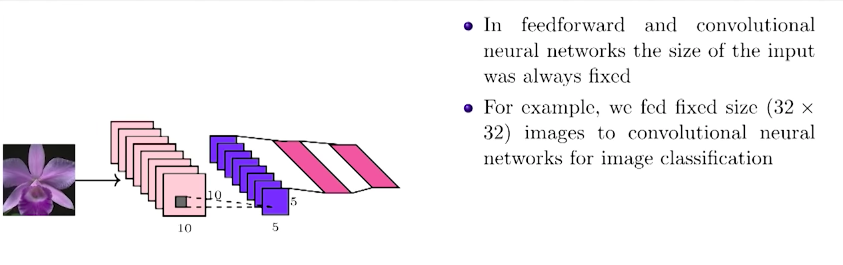 In feedforward and convolutional
neural networks the size of the input
was always fixed
For example, we fed fixed size (32 ×
32) images to convolutional neural
networks for image classification
10
5
10
5